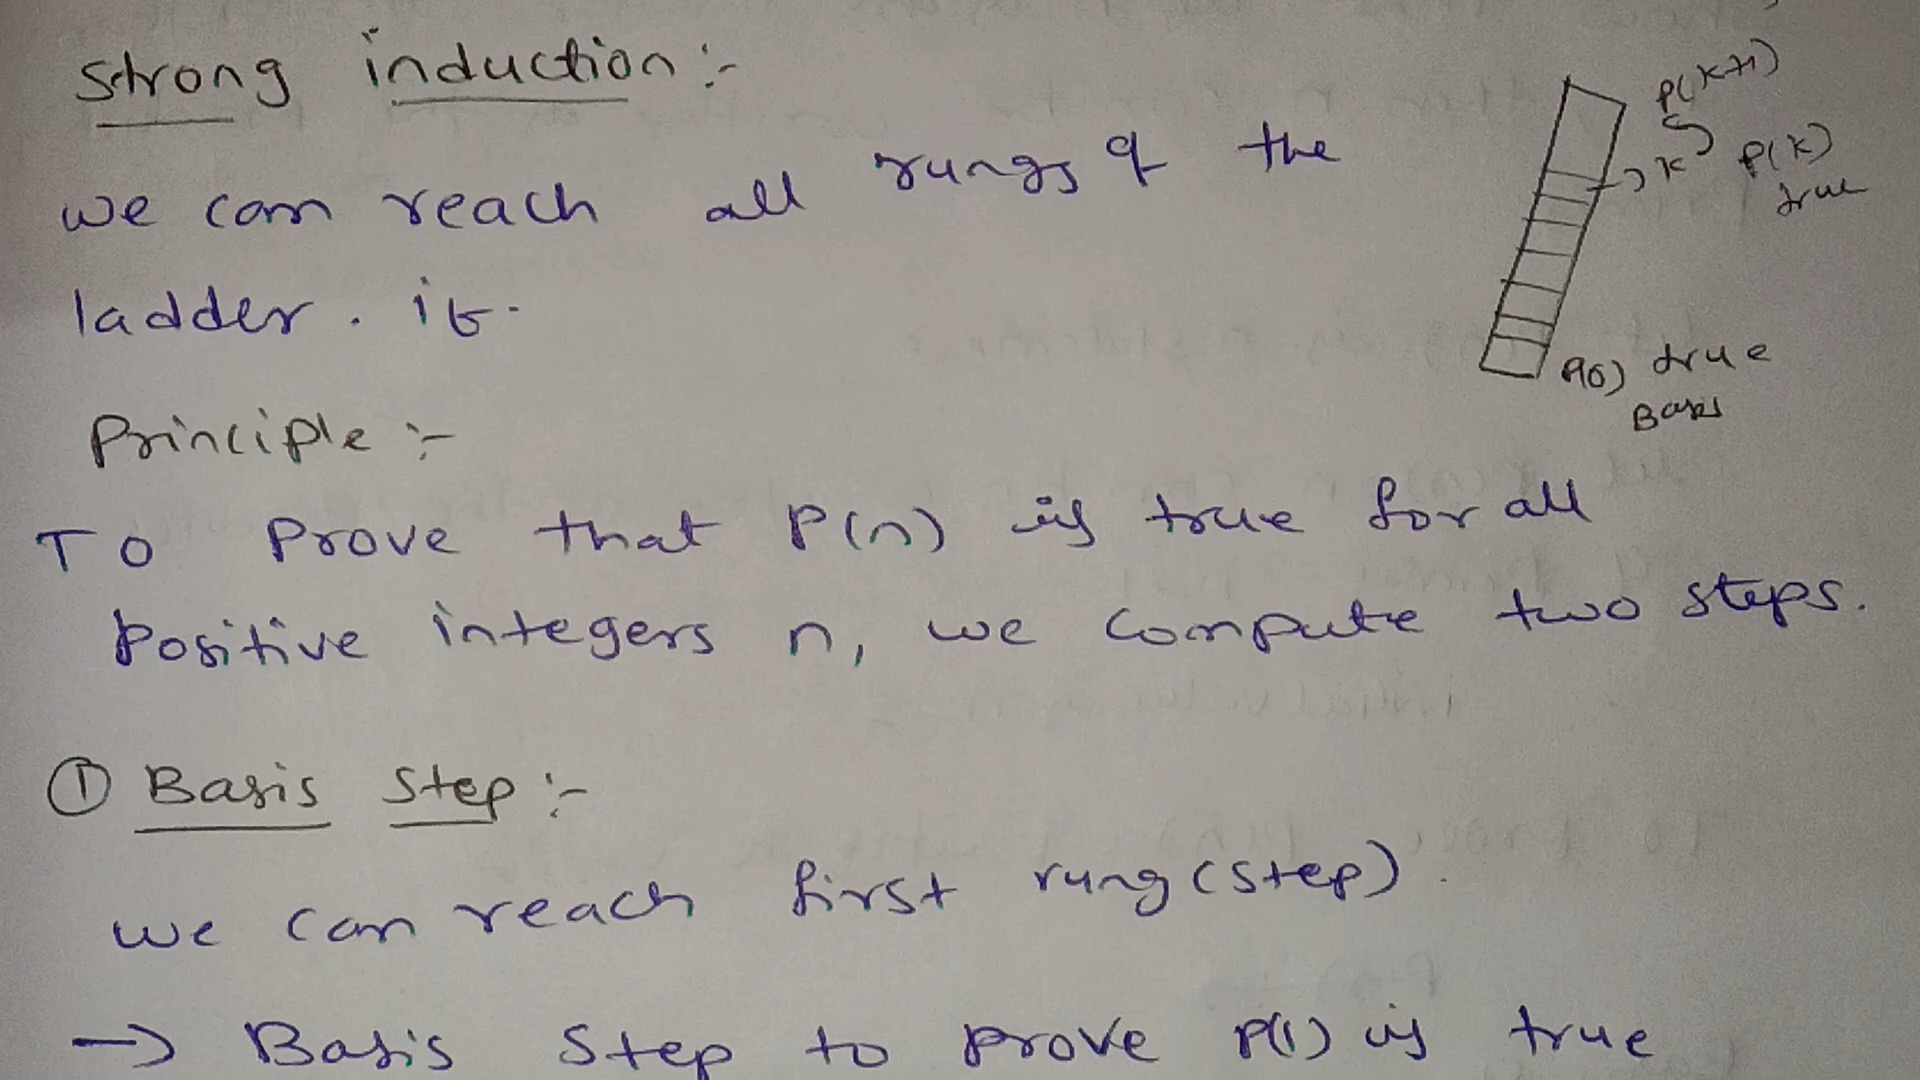 Strong induction :-
we can reach all rungs of the
ladder. if.
P(k+1)
k P(k)
true
P(0) true
Basis
Principle :-
To Prove that P(n) is true for all
Positive integers n, we compute two steps.
① Basis Step :-
we can reach first rung (step).
→ Basis Step to prove P(1) is true